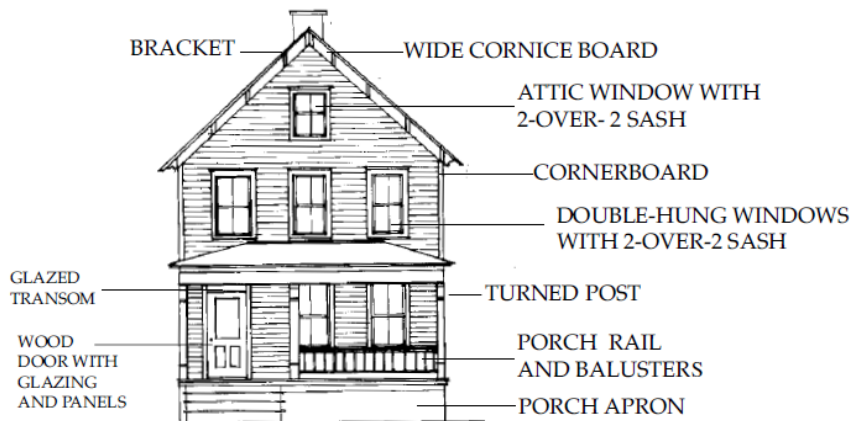 BRACKET
WIDE CORNICE BOARD
ATTIC WINDOW WITH
2-OVER- 2 SASH
CORNERBOARD
DOUBLE-HUNG WINDOWS
WITH 2-OVER-2 SASH
GLAZED
TRANSOM
TURNED POST
WOOD
DOOR WITH
GLAZING
AND PANELS
PORCH RAIL
AND BALUSTERS
PORCH APRON